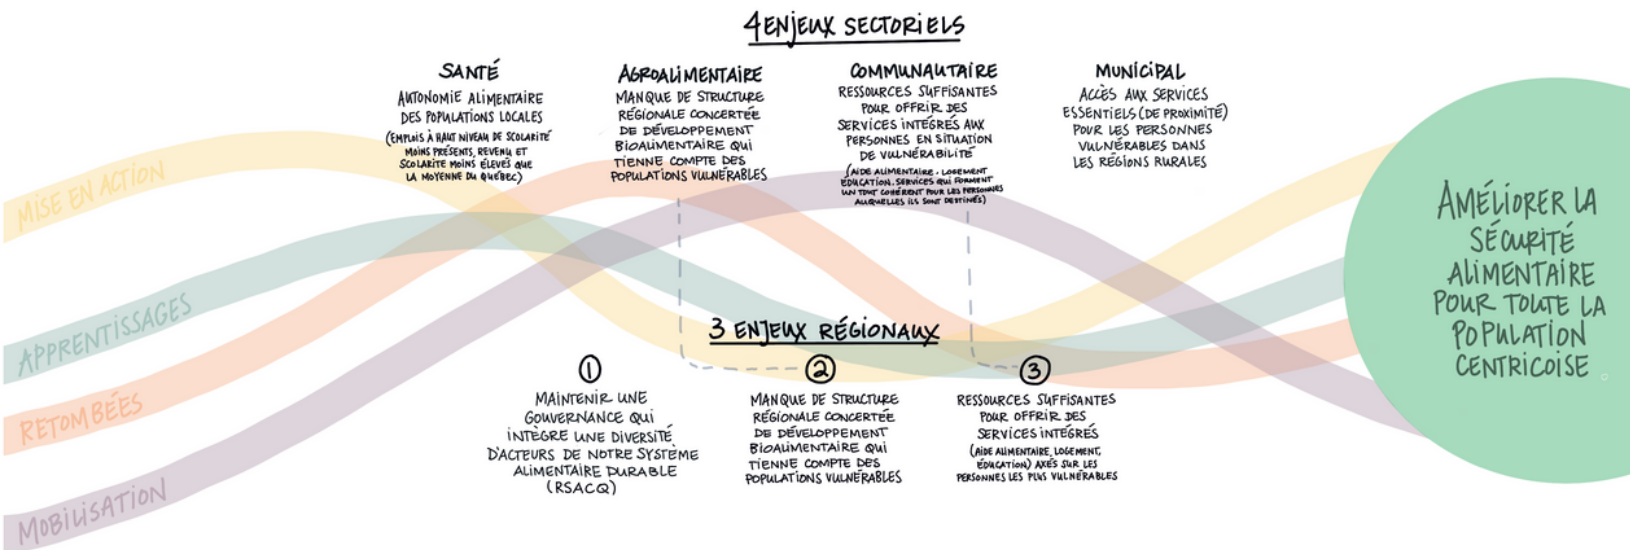 4 ENJEUX SECTORIELS
SANTÉ
AUTONOMIE ALIMENTAIRE
DES POPULATIONS LOCALES
(EMPLOIS À HAUT NIVEAU DE SCOLARITÉ
MOINS PRÉSENTS, REVENU ET
SCOLARITÉ MOINS ÉLEVÉS QUE
LA MOYENNE DU QUÉBEC)
AGROALIMENTAIRE
MANQUE DE STRUCTURE
RÉGIONALE CONCERTÉE
DE DÉVELOPPEMENT
BIOALIMENTAIRE QUI
TIENNE COMPTE DES
POPULATIONS VULNÉRABLES
COMMUNAUTAIRE
RESSOURCES SUFFISANTES
POUR OFFRIR DES
SERVICES INTÉGRÉS AUX
PERSONNES EN SITUATION
DE VULNÉRABILITÉ
(AIDE ALIMENTAIRE, LOGEMENT
ÉDUCATION. SERVICES QUI FORMENT
UN TOUT COHÉRENT POUR LES PERSONNES
AUXQUELLES ILS SONT DESTINÉS)
MUNICIPAL
ACCÈS AUX SERVICES
ESSENTIELS (DE PROXIMITÉ)
POUR LES PERSONNES
VULNÉRABLES DANS
LES RÉGIONS RURALES
MISE EN ACTION
APPRENTISSAGES
RETOMBÉES
MOBILISATION
3 ENJEUX RÉGIONAUX
1
MAINTENIR UNE
GOUVERNANCE QUI
INTÈGRE UNE DIVERSITÉ
D'ACTEURS DE NOTRE SYSTÈME
ALIMENTAIRE DURABLE
(RSACQ)
2
MANQUE DE STRUCTURE
RÉGIONALE CONCERTÉE
DE DÉVELOPPEMENT
BIOALIMENTAIRE QUI
TIENNE COMPTE DES
POPULATIONS VULNÉRABLES
3
RESSOURCES SUFFISANTES
POUR OFFRIR DES
SERVICES INTÉGRÉS
(AIDE ALIMENTAIRE, LOGEMENT,
ÉDUCATION) AXÉS SUR LES
PERSONNES LES PLUS VULNÉRABLES
AMÉLIORER LA
SÉCURITÉ
ALIMENTAIRE
POUR TOUTE LA
POPULATION
CENTRICOISE